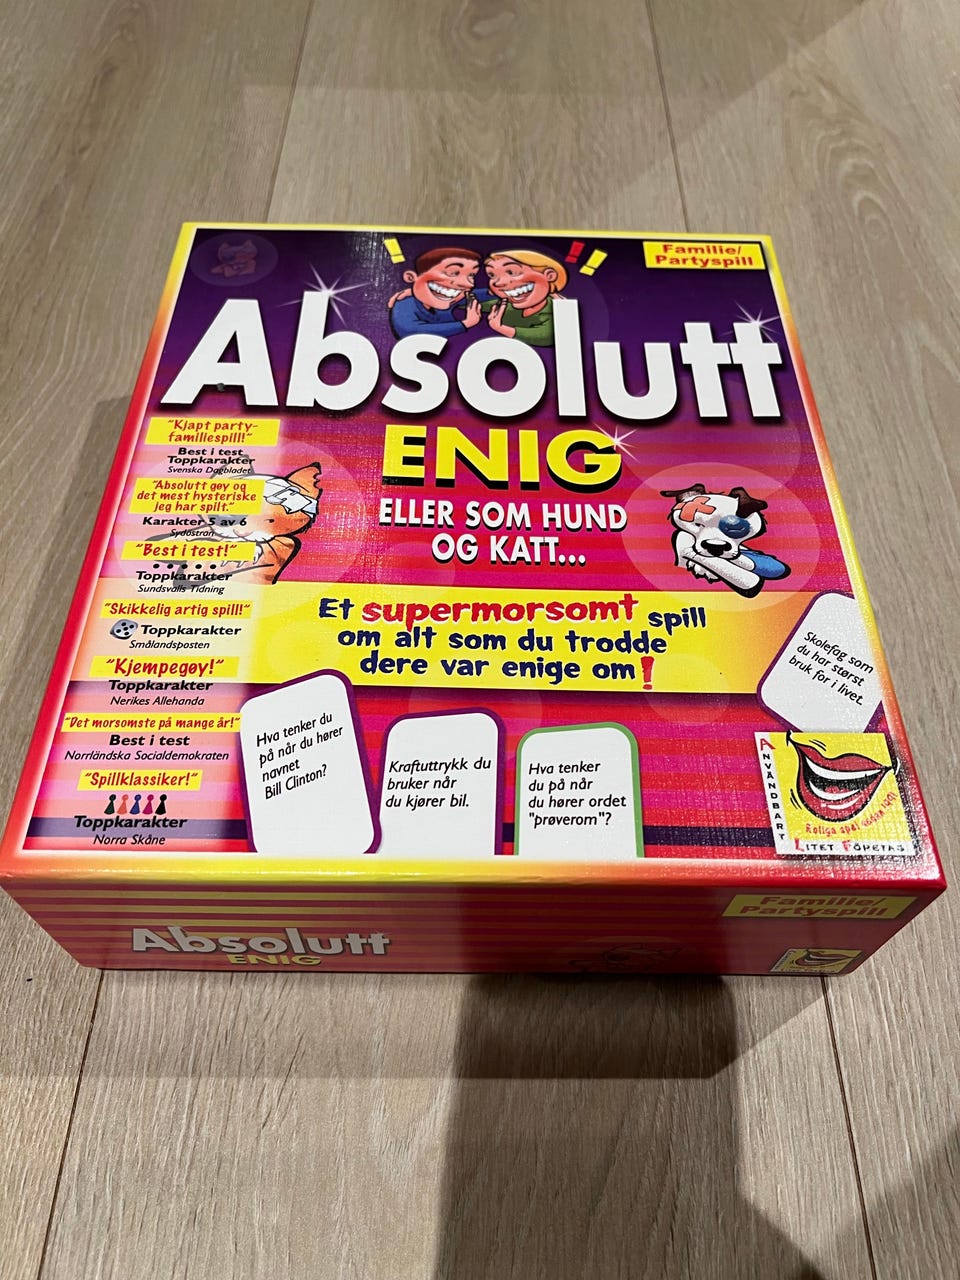 Familie/
Partyspill
Absolutt
ENIG
ELLER SOM HUND
OG KATT...
"Kjapt party-
familiespill!"
Best i test
Toppkarakter
Svenska Dagbladet
"Absolutt gøy og
det mest hysteriske
jeg har spilt."
Karakter 5 av 6
Sydöstran
"Best i test!"
Toppkarakter
Sundsvalls Tidning
"Skikkelig artig spill!"
Toppkarakter
Smålandsposten
"Kjempegøy!"
Toppkarakter
Nerikes Allehanda
"Det morsomste på mange år!"
Best i test
Norrländska Socialdemokraten
"Spillklassiker!"
Toppkarakter
Norra Skåne
Et supermorsomt spill
om alt som du trodde
dere var enige om!
Skolefag som
du har størst
bruk for i livet.
Hva tenker du
på når du hører
navnet
Bill Clinton?
Kraftuttrykk du
bruker når
du kjører bil.
Hva tenker
du på når
du hører ordet
"prøverom"?
ANVÄNDBART
Roliga spel sedan
LITET FÖRETAG
Absolutt
ENIG
Familie/
Partyspill